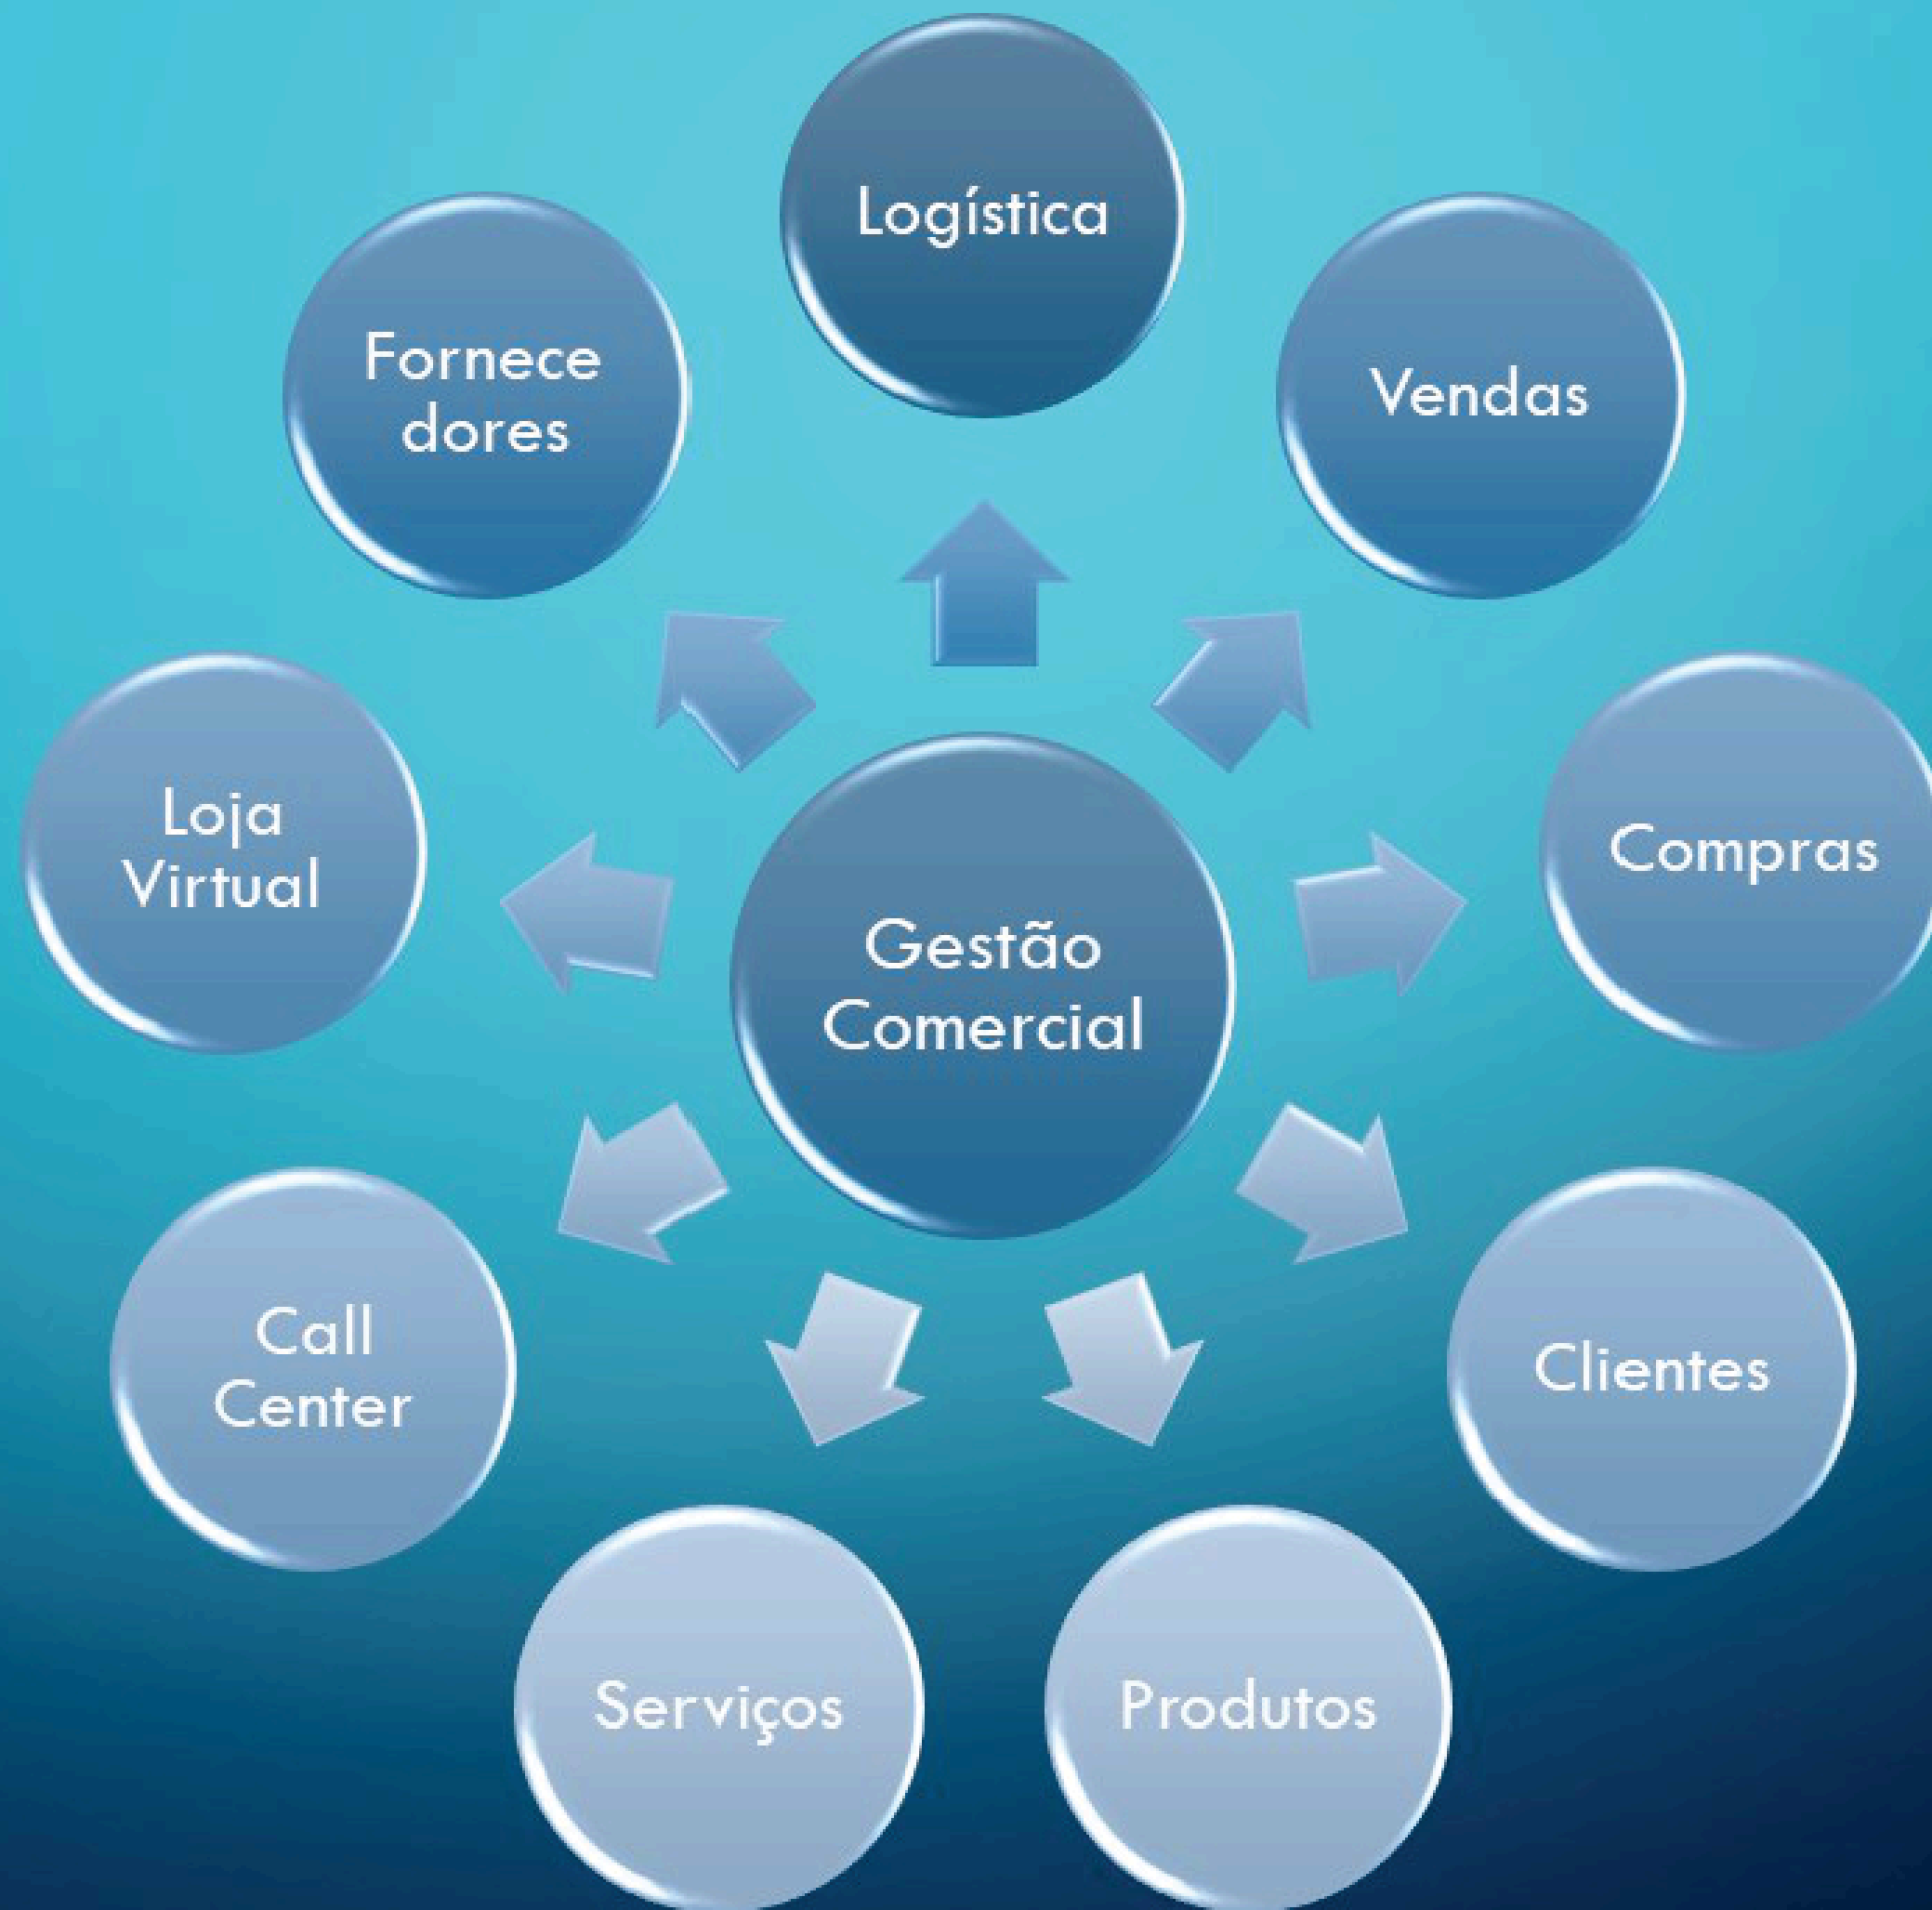 Logística
Vendas
Compras
Clientes
Produtos
Serviços
Call
Center
Loja
Virtual
Fornece
dores
Gestão
Comercial